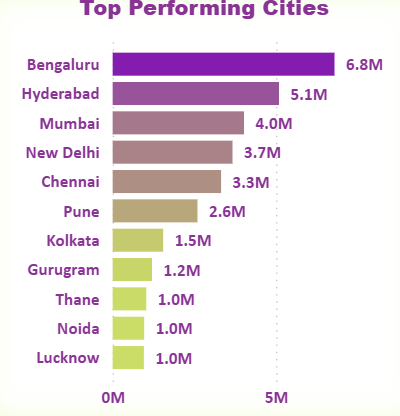 Top Performing Cities
Bengaluru 6.8M
Hyderabad 5.1M
Mumbai 4.0M
New Delhi 3.7M
Chennai 3.3M
Pune 2.6M
Kolkata 1.5M
Gurugram 1.2M
Thane 1.0M
Noida 1.0M
Lucknow 1.0M
0M 5M